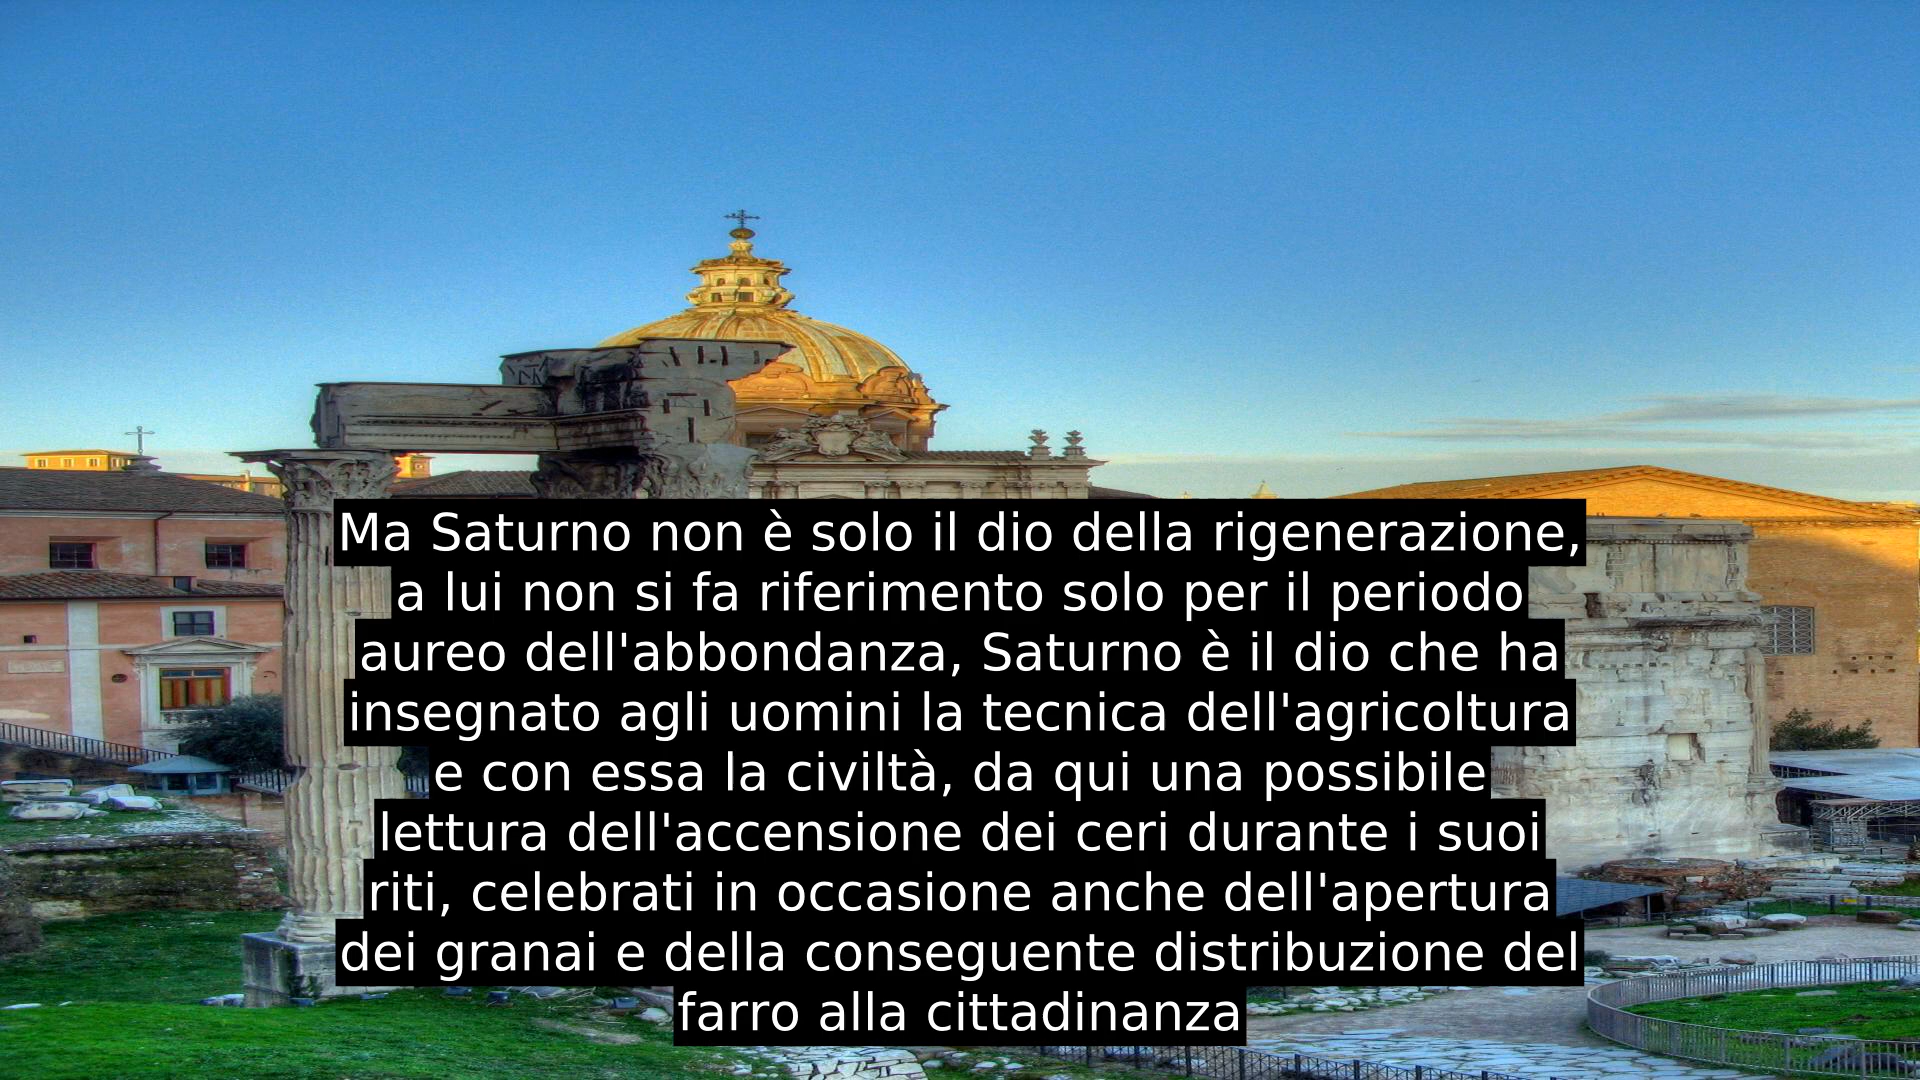 Ma Saturno non è solo il dio della rigenerazione,
a lui non si fa riferimento solo per il periodo
aureo dell'abbondanza, Saturno è il dio che ha
insegnato agli uomini la tecnica dell'agricoltura
e con essa la civiltà, da qui una possibile
lettura dell'accensione dei ceri durante i suoi
riti, celebrati in occasione anche dell'apertura
dei granai e della conseguente distribuzione del
farro alla cittadinanza